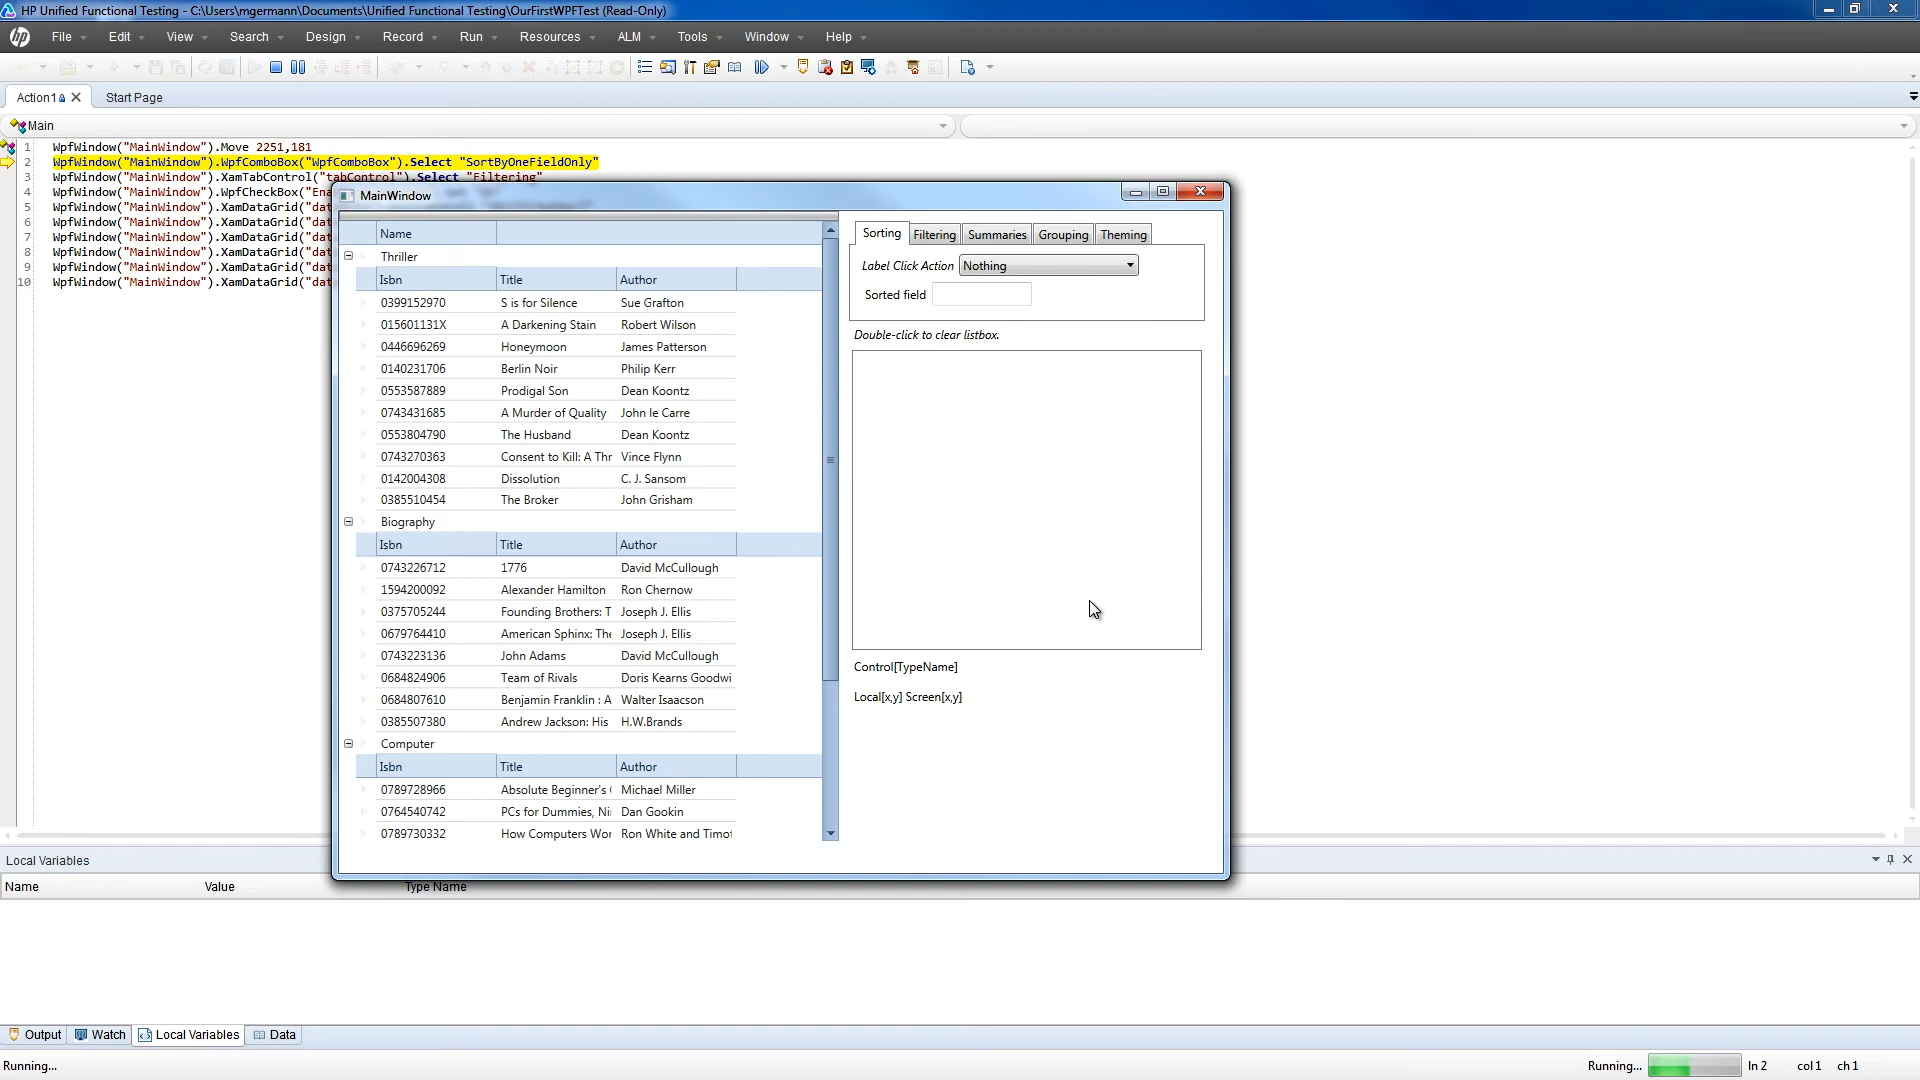 HP Unified Functional Testing - C:\Users\mgermann\Documents\Unified Functional Testing\OurFirstWPFTest (Read-Only)
hp File Edit View Search Design Record Run Resources ALM Tools Window Help
Action1 Start Page
Main
1 WpfWindow("MainWindow").Move 2251,181
2 WpfWindow("MainWindow").WpfComboBox("WpfComboBox").Select "SortByOneFieldOnly"
3 WpfWindow("MainWindow").XamTabControl("tabControl").Select "Filtering"
4 WpfWindow("MainWindow").WpfCheckBox("Ena
5 WpfWindow("MainWindow").XamDataGrid("dat
6 WpfWindow("MainWindow").XamDataGrid("dat
7 WpfWindow("MainWindow").XamDataGrid("dat
8 WpfWindow("MainWindow").XamDataGrid("dat
9 WpfWindow("MainWindow").XamDataGrid("dat
10 WpfWindow("MainWindow").XamDataGrid("dat
MainWindow
Name
Thriller
Isbn Title Author
0399152970 S is for Silence Sue Grafton
015601131X A Darkening Stain Robert Wilson
0446696269 Honeymoon James Patterson
0140231706 Berlin Noir Philip Kerr
0553587889 Prodigal Son Dean Koontz
0743431685 A Murder of Quality John le Carre
0553804790 The Husband Dean Koontz
0743270363 Consent to Kill: A Thr Vince Flynn
0142004308 Dissolution C. J. Sansom
0385510454 The Broker John Grisham
Biography
Isbn Title Author
0743226712 1776 David McCullough
1594200092 Alexander Hamilton Ron Chernow
0375705244 Founding Brothers: T Joseph J. Ellis
0679764410 American Sphinx: The Joseph J. Ellis
0743223136 John Adams David McCullough
0684824906 Team of Rivals Doris Kearns Goodwi
0684807610 Benjamin Franklin : A Walter Isaacson
0385507380 Andrew Jackson: His H.W.Brands
Computer
Isbn Title Author
0789728966 Absolute Beginner's Michael Miller
0764540742 PCs for Dummies, Ni Dan Gookin
0789730332 How Computers Wor Ron White and Timot
Sorting Filtering Summaries Grouping Theming
Label Click Action Nothing
Sorted field
Double-click to clear listbox.
Control[TypeName]
Local[x,y] Screen[x,y]
Local Variables
Name Value Type Name
Output Watch Local Variables Data
Running... Running... ln 2 col 1 ch 1